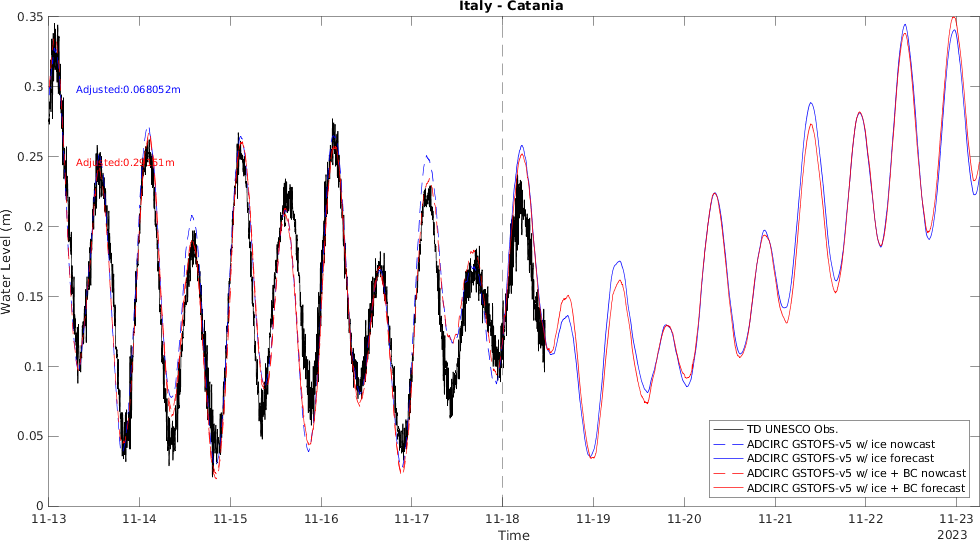 Italy - Catania
0.35
0.3
0.25
0.2
0.15
0.1
0.05
0
Water Level (m)
Adjusted:0.068052m
TD UNESCO Obs.
ADCIRC GSTOFS-v5 w/ ice nowcast
ADCIRC GSTOFS-v5 w/ ice forecast
ADCIRC GSTOFS-v5 w/ ice + BC nowcast
ADCIRC GSTOFS-v5 w/ ice + BC forecast
11-13 11-14 11-15 11-16 11-17 11-18 11-19 11-20 11-21 11-22 11-23
Time
2023